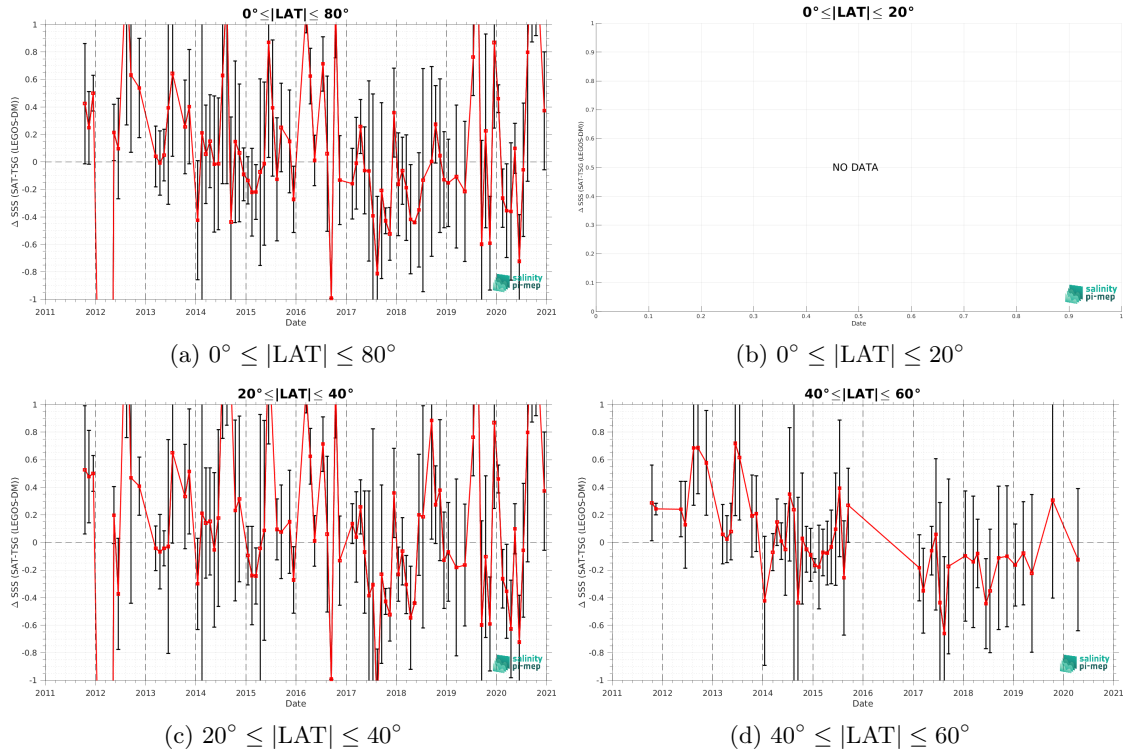 0°≤|LAT|≤ 80°
Δ SSS (SAT-TSG (LEGOS-DM))
1
0.8
0.6
0.4
0.2
0
-0.2
-0.4
-0.6
-0.8
-1
2011 2012 2013 2014 2015 2016 2017 2018 2019 2020 2021
Date
salinity
pi-mep
(a) 0° ≤ |LAT| ≤ 80°
0°≤|LAT|≤ 20°
Δ SSS (SAT-TSG (LEGOS-DM))
1
0.9
0.8
0.7
0.6
0.5
0.4
0.3
0.2
0.1
0
NO DATA
0 0.1 0.2 0.3 0.4 0.5 0.6 0.7 0.8 0.9 1
Date
salinity
pi-mep
(b) 0° ≤ |LAT| ≤ 20°
20°≤|LAT|≤ 40°
Δ SSS (SAT-TSG (LEGOS-DM))
1
0.8
0.6
0.4
0.2
0
-0.2
-0.4
-0.6
-0.8
-1
2011 2012 2013 2014 2015 2016 2017 2018 2019 2020 2021
Date
salinity
pi-mep
(c) 20° ≤ |LAT| ≤ 40°
40°≤|LAT|≤ 60°
Δ SSS (SAT-TSG (LEGOS-DM))
1
0.8
0.6
0.4
0.2
0
-0.2
-0.4
-0.6
-0.8
-1
2011 2012 2013 2014 2015 2016 2017 2018 2019 2020 2021
Date
salinity
pi-mep
(d) 40° ≤ |LAT| ≤ 60°